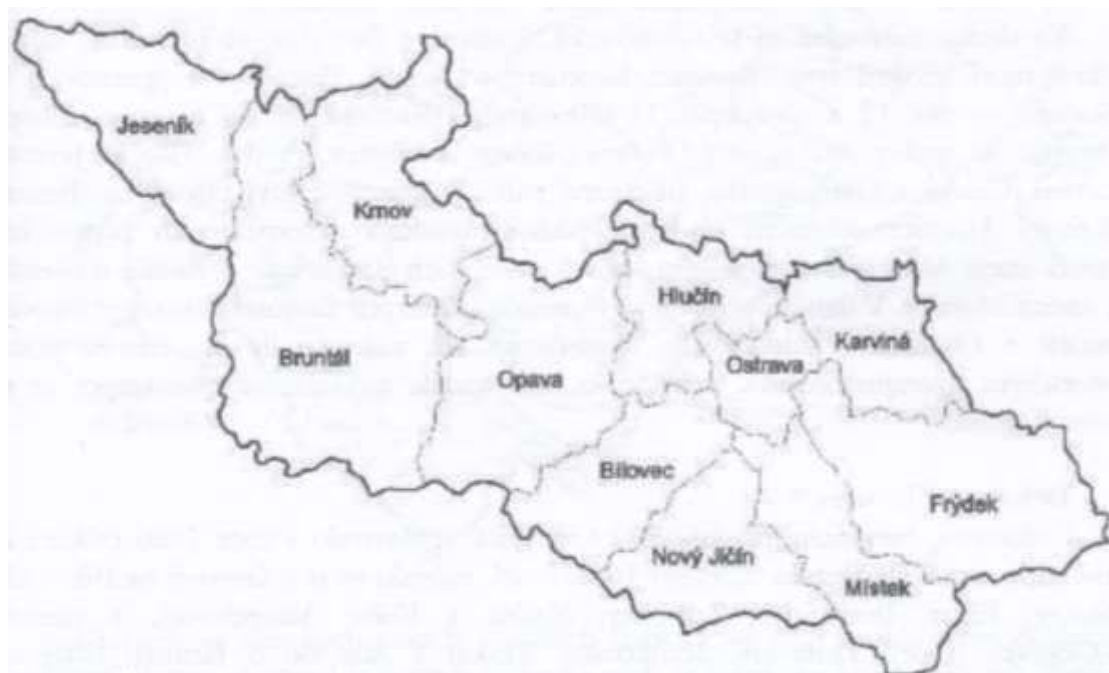 Jeseník
Krnov
Hlučín
Karviná
Ostrava
Bruntál
Opava
Bílovec
Frýdek
Nový Jičín
Místek